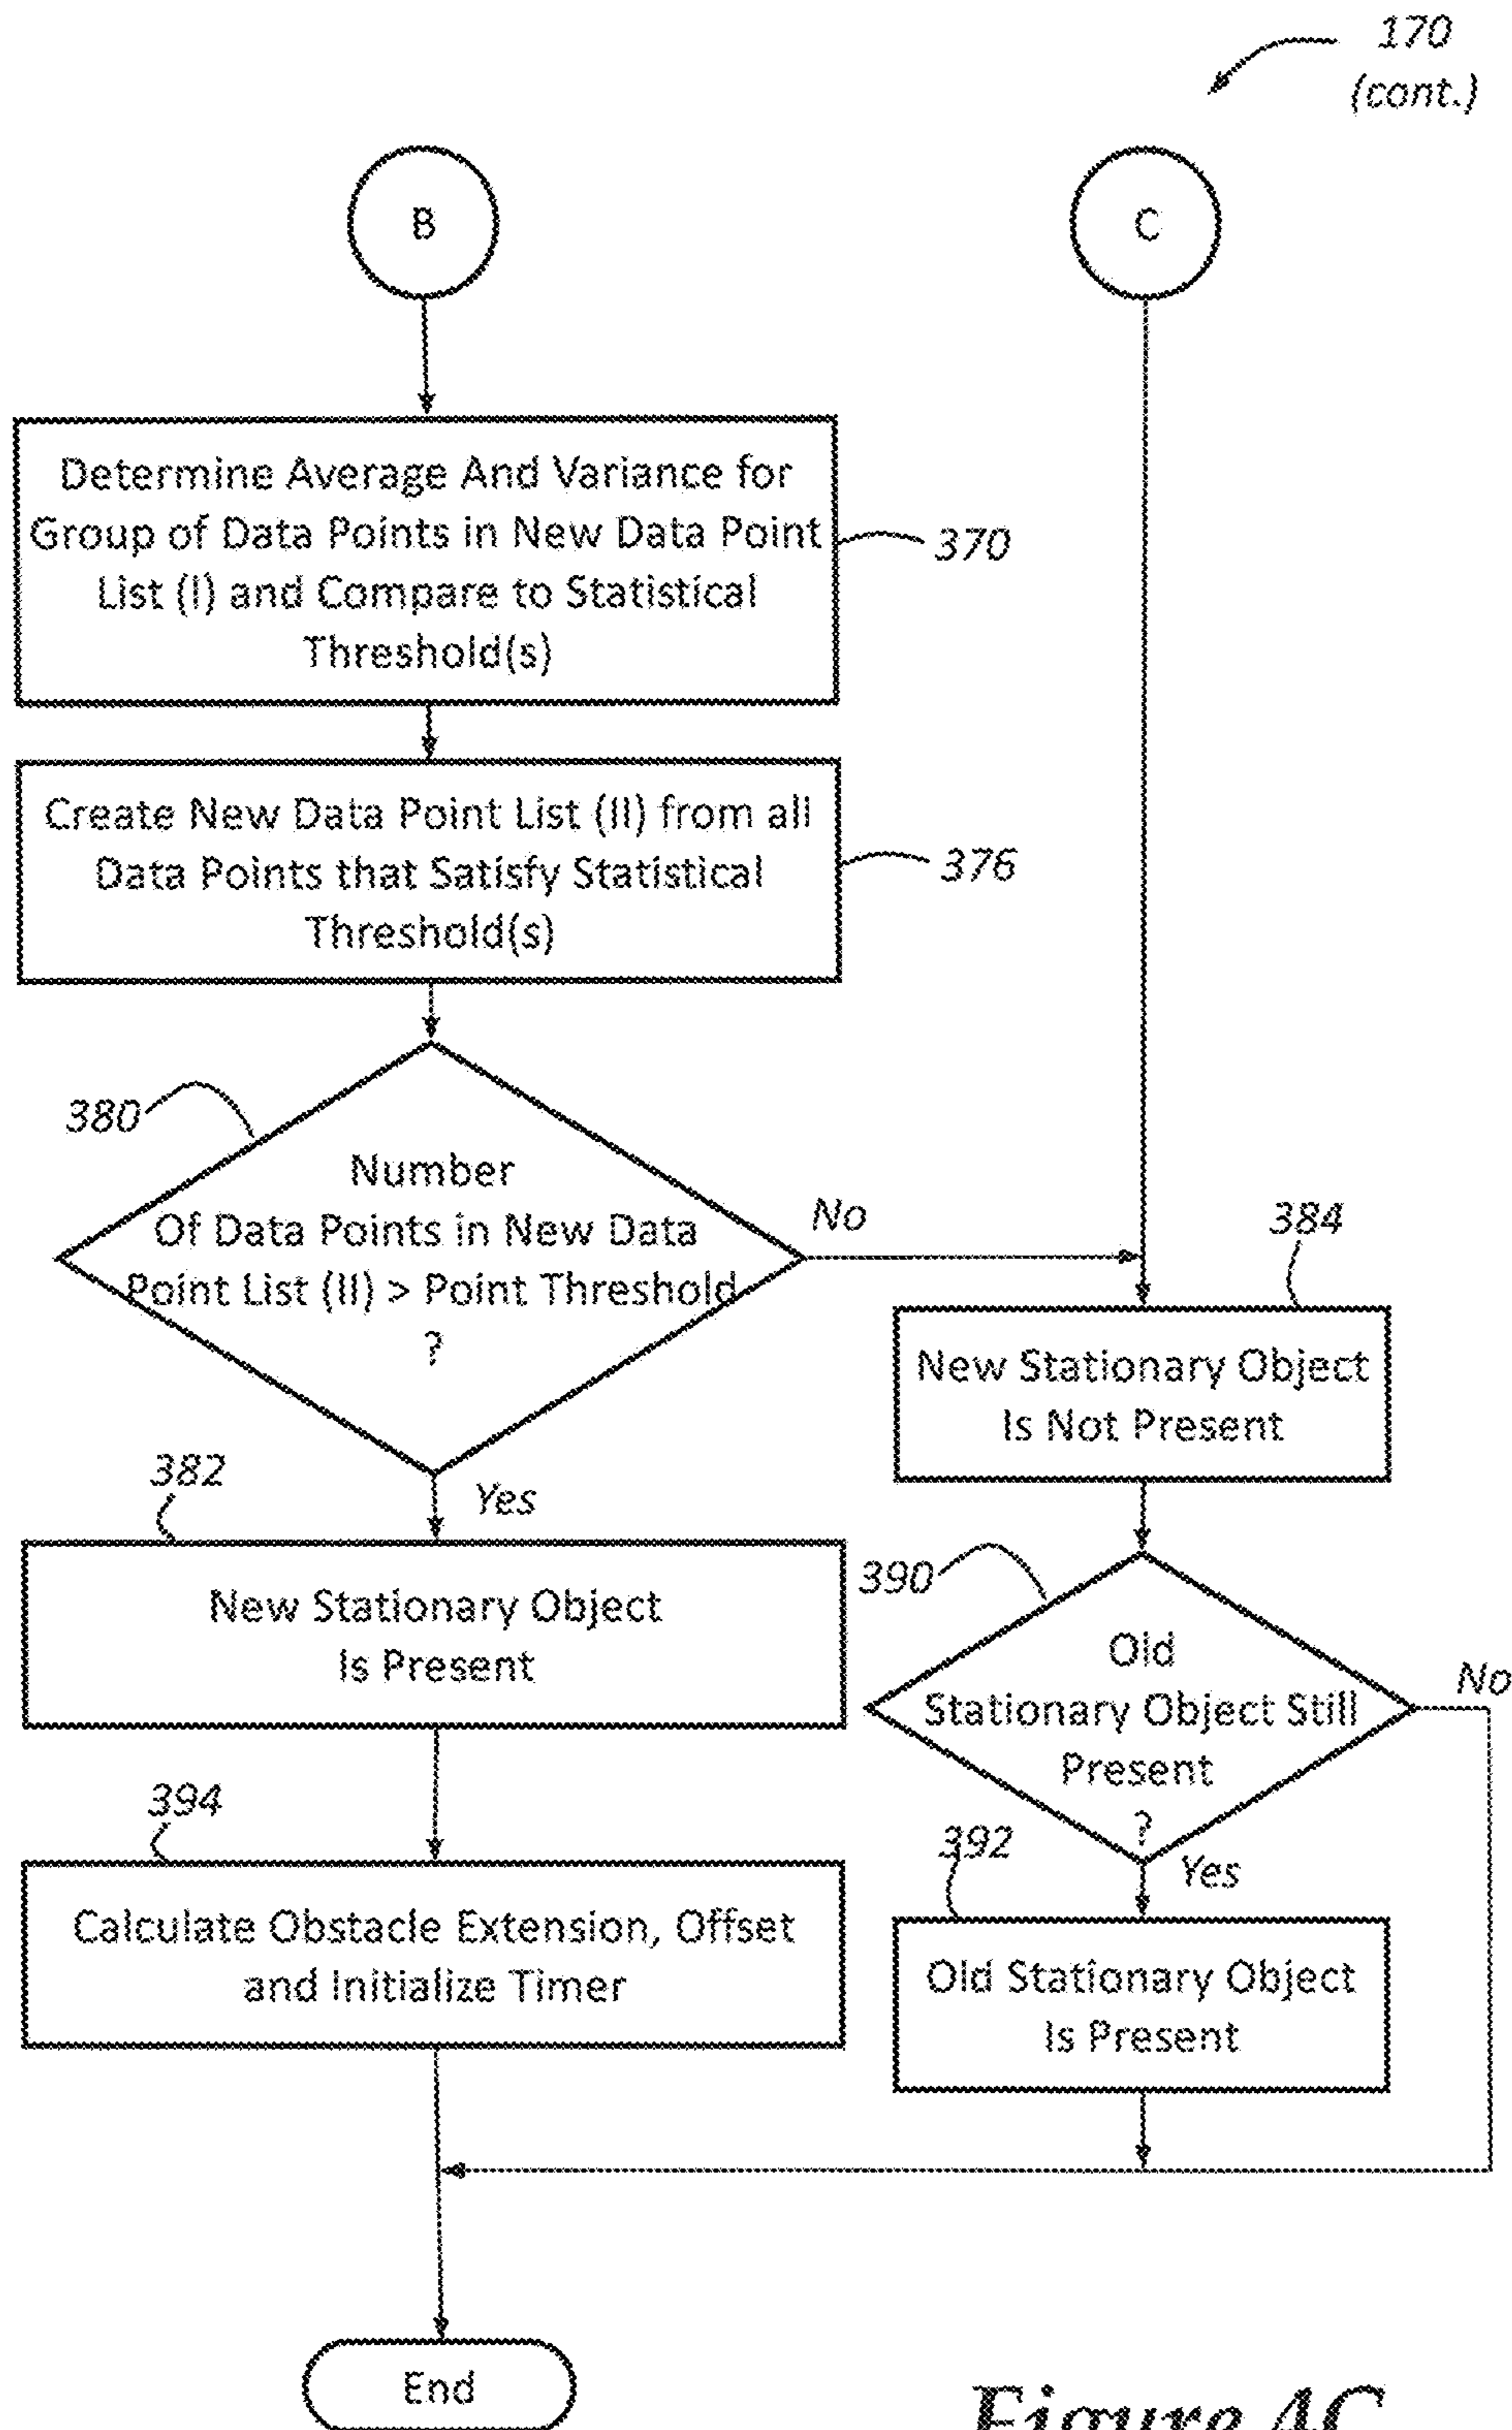 170
(cont.)
B
C
Determine Average And Variance for
Group of Data Points in New Data Point
List (I) and Compare to Statistical
Threshold(s)
370
Create New Data Point List (II) from all
Data Points that Satisfy Statistical
Threshold(s)
376
380
Number
Of Data Points in New Data
Point List (II) > Point Threshold
?
No
Yes
384
New Stationary Object
Is Not Present
382
New Stationary Object
Is Present
390
Old
Stationary Object Still
Present
?
No
Yes
394
Calculate Obstacle Extension, Offset
and Initialize Timer
392
Old Stationary Object
Is Present
End
Figure 4C